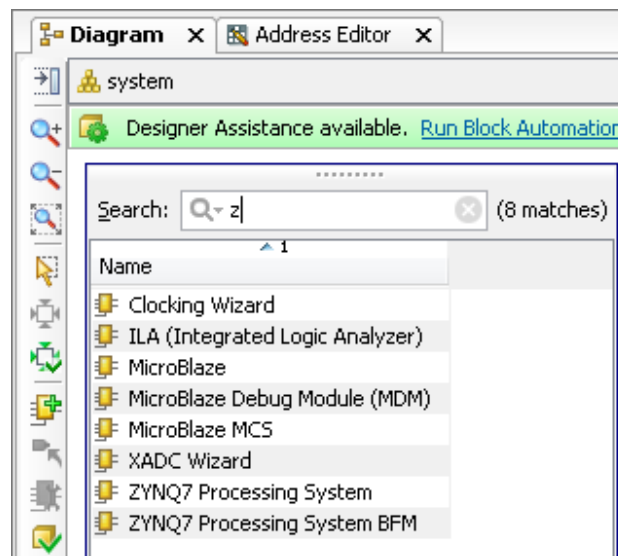 Diagram X Address Editor X
system
Designer Assistance available. Run Block Automation
Search: z (8 matches)
1
Name
Clocking Wizard
ILA (Integrated Logic Analyzer)
MicroBlaze
MicroBlaze Debug Module (MDM)
MicroBlaze MCS
XADC Wizard
ZYNQ7 Processing System
ZYNQ7 Processing System BFM